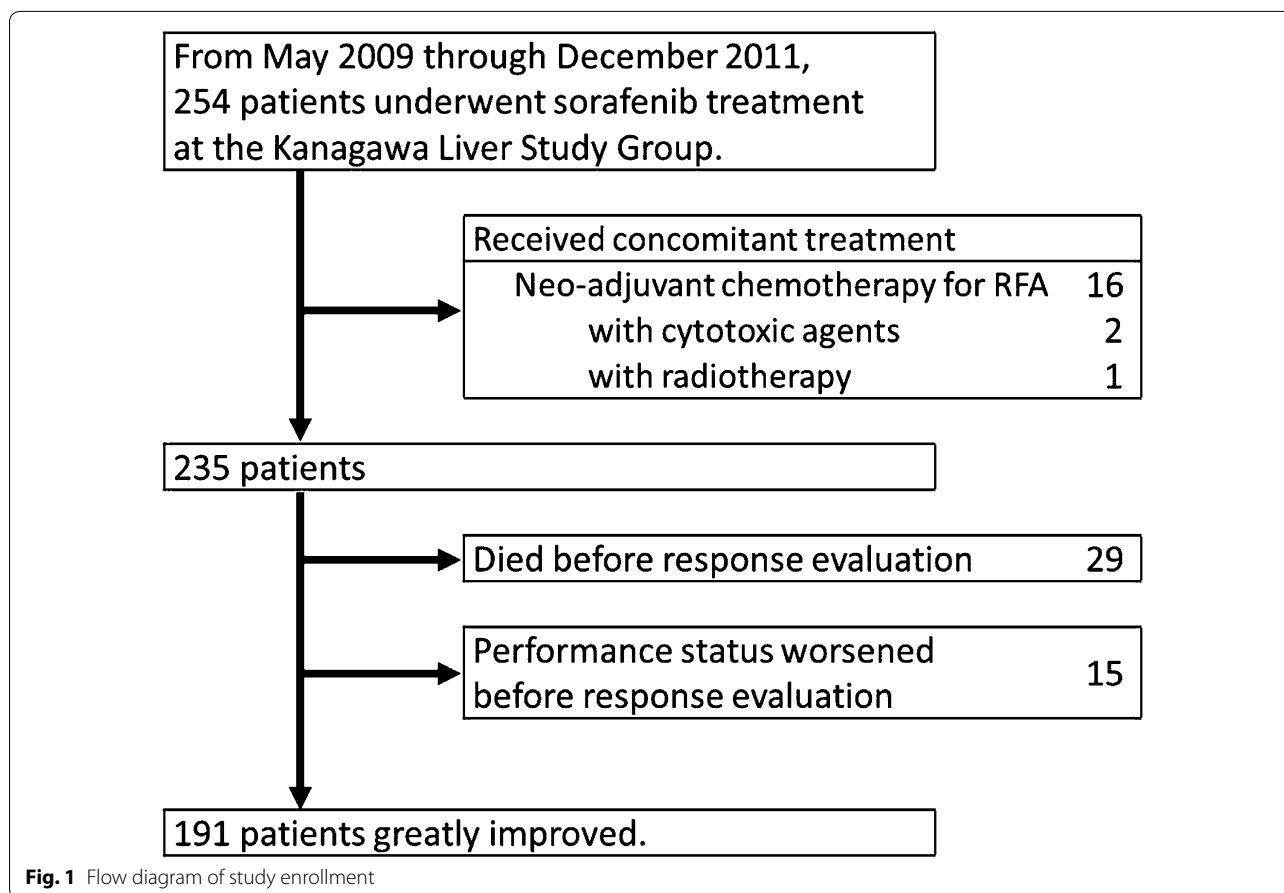 From May 2009 through December 2011,
254 patients underwent sorafenib treatment
at the Kanagawa Liver Study Group.
Received concomitant treatment
Neo-adjuvant chemotherapy for RFA 16
with cytotoxic agents 2
with radiotherapy 1
235 patients
Died before response evaluation 29
Performance status worsened
before response evaluation 15
191 patients greatly improved.
Fig. 1 Flow diagram of study enrollment